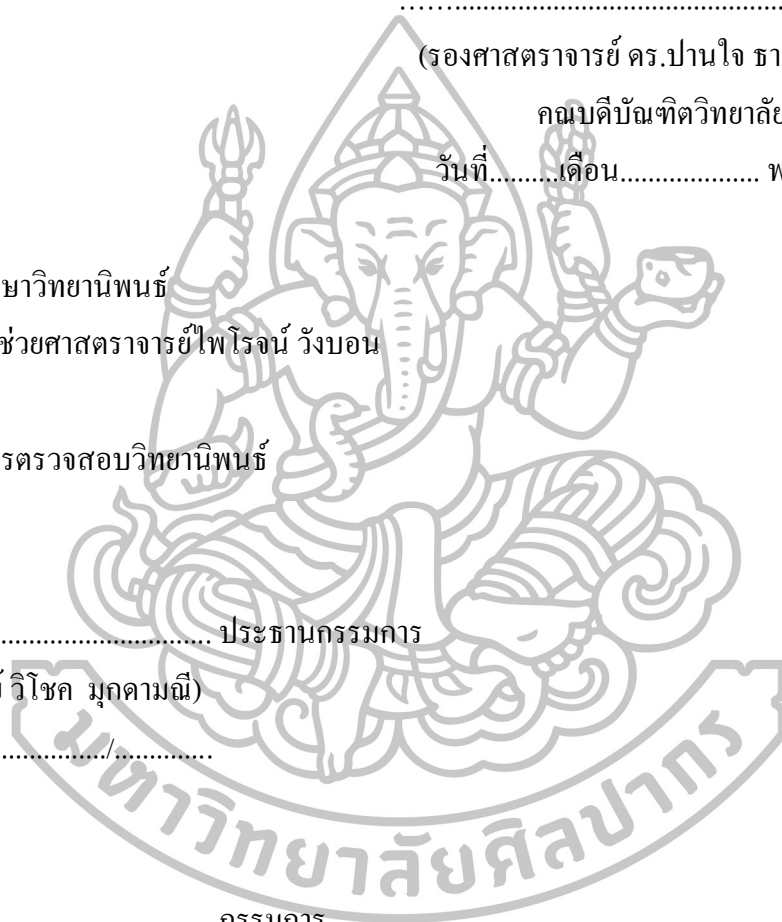 ……..................................................
(รองศาสตราจารย์ ดร.ปานใจ ธา
คณบดีบัณฑิตวิทยาลัย
วันที่..........เดือน.................... พ
ษาวิทยานิพนธ์
ช่วยศาสตราจารย์ไพโรจน์ วังบอน
รตรวจสอบวิทยานิพนธ์
............................... ประธานกรรมการ
วิโชค มุกดามณี)
.............../..............
มหาวิทยาลัยศิลปากร
กรรมการ